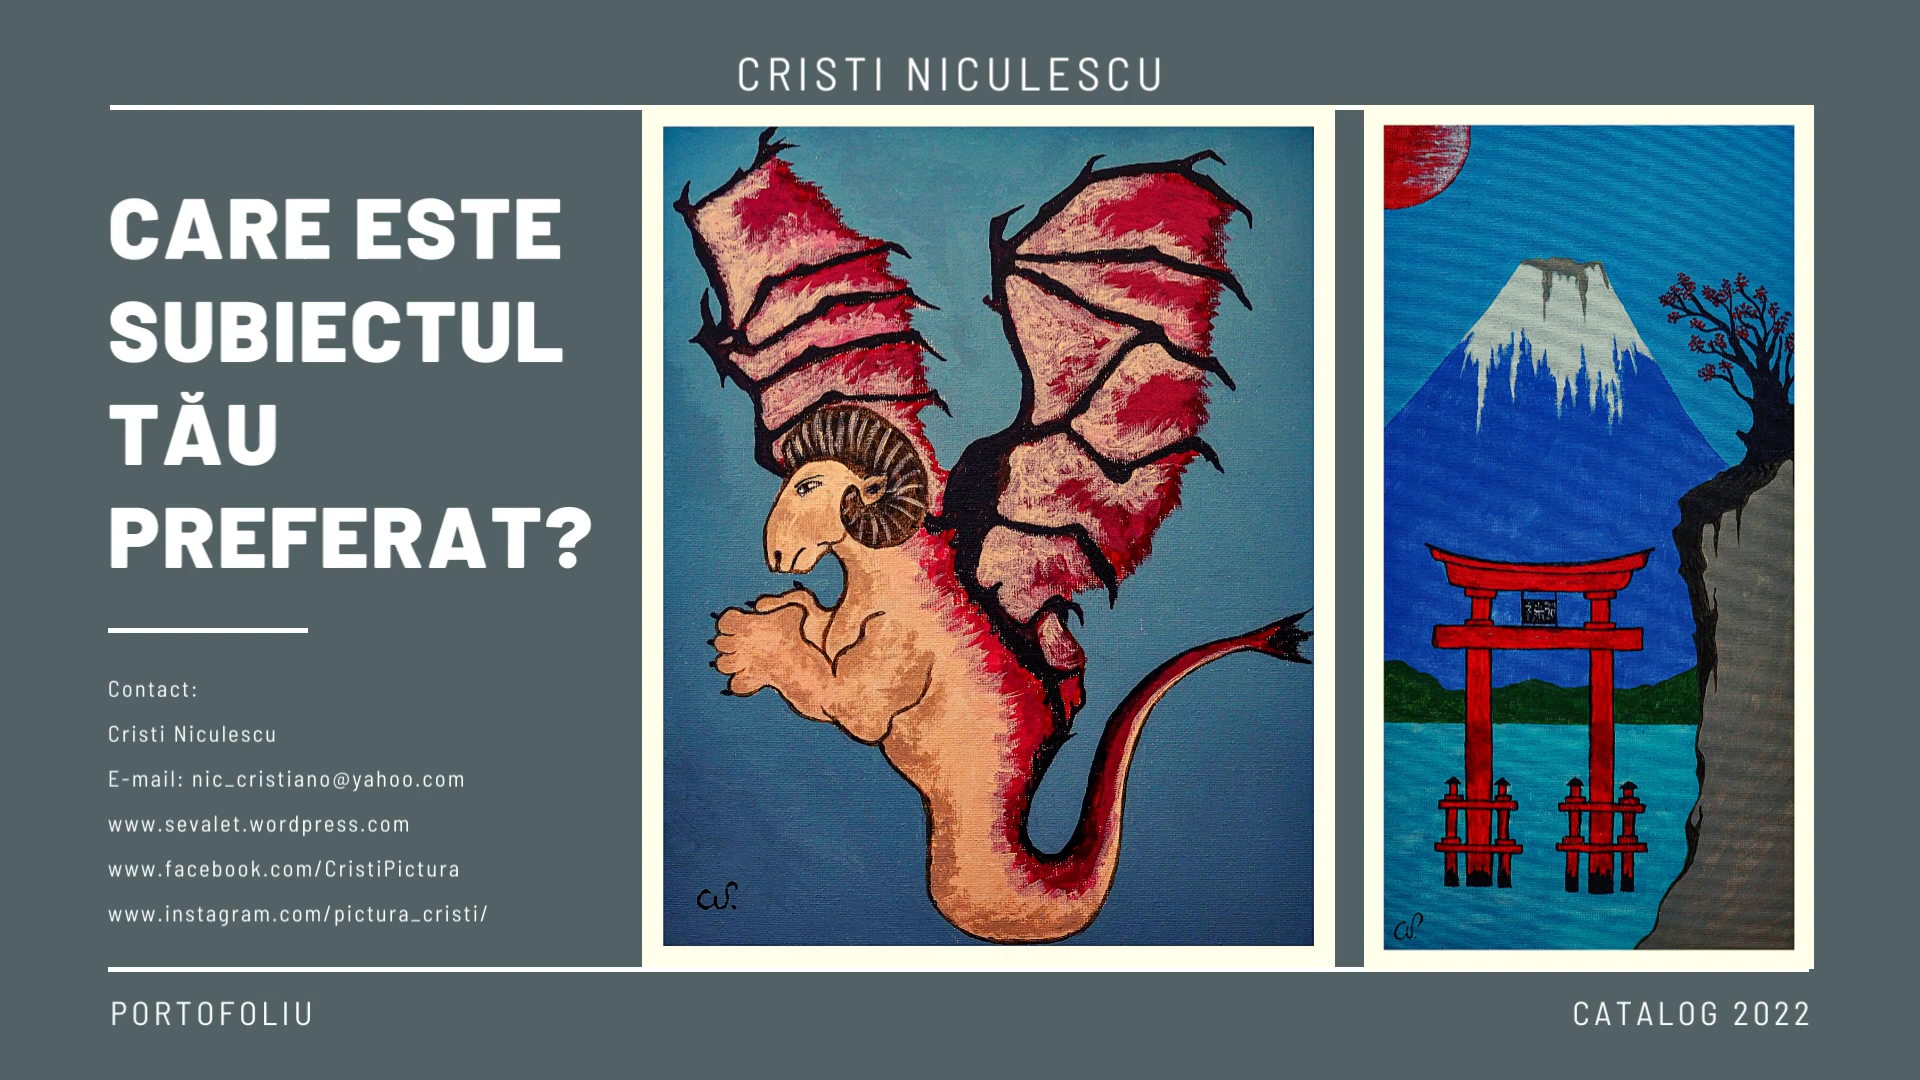 CRISTI NICULESCU
CARE ESTE
SUBIECTUL
TĂU
PREFERAT?
Contact:
Cristi Niculescu
E-mail: nic_cristiano@yahoo.com
www.sevalet.wordpress.com
www.facebook.com/CristiPictura
www.instagram.com/pictura_cristi/
PORTOFOLIU
CATALOG 2022